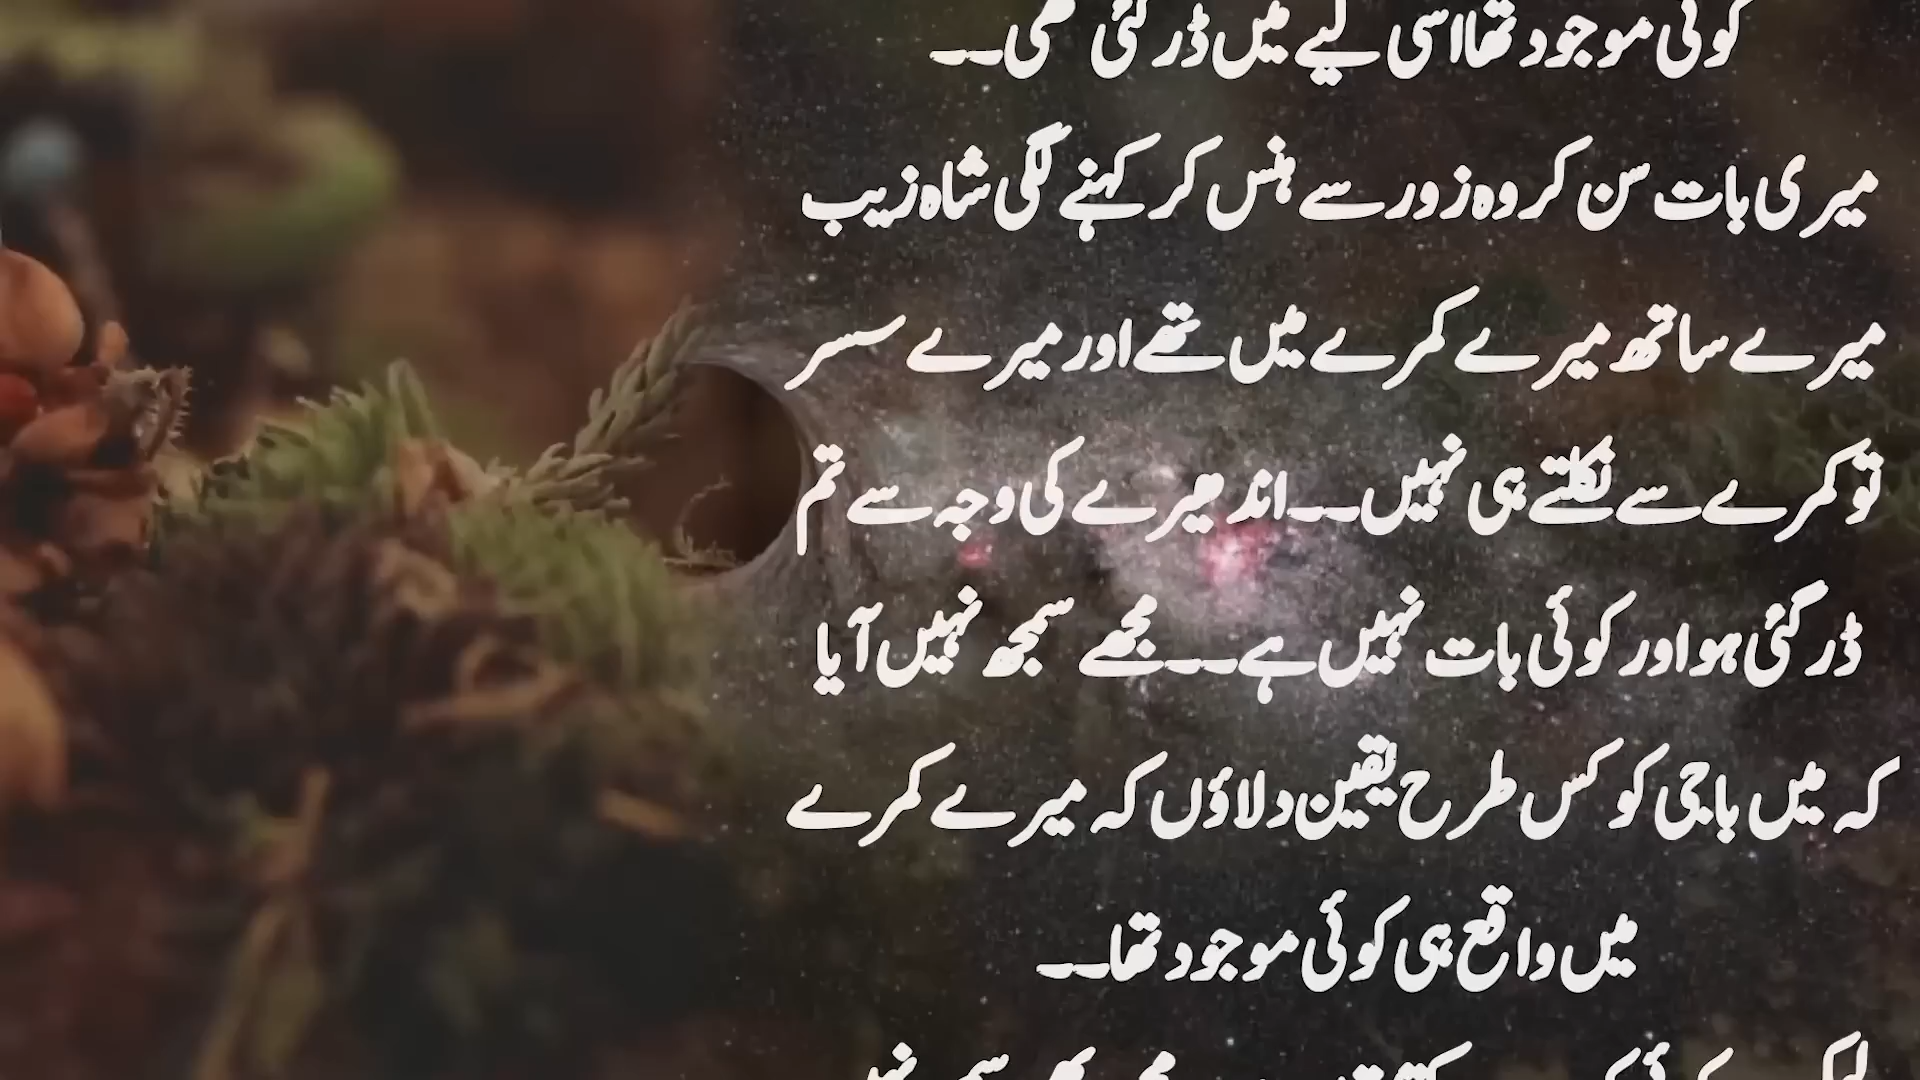 کوئی موجود تھا اسی لیے میں ڈر گئی تھی۔۔
میری بات سن کر وہ زور سے ہنس کر کہنے لگی شاہ زیب
میرے ساتھ میرے کمرے میں تھے اور میرے سسر
تو کمرے سے نکلتے ہی نہیں۔۔ اندھیرے کی وجہ سے تم
ڈر گئی ہو اور کوئی بات نہیں ہے۔۔ مجھے سمجھ نہیں آیا
کہ میں باجی کو کس طرح یقین دلاؤں کہ میرے کمرے
میں واقع ہی کوئی موجود تھا۔۔